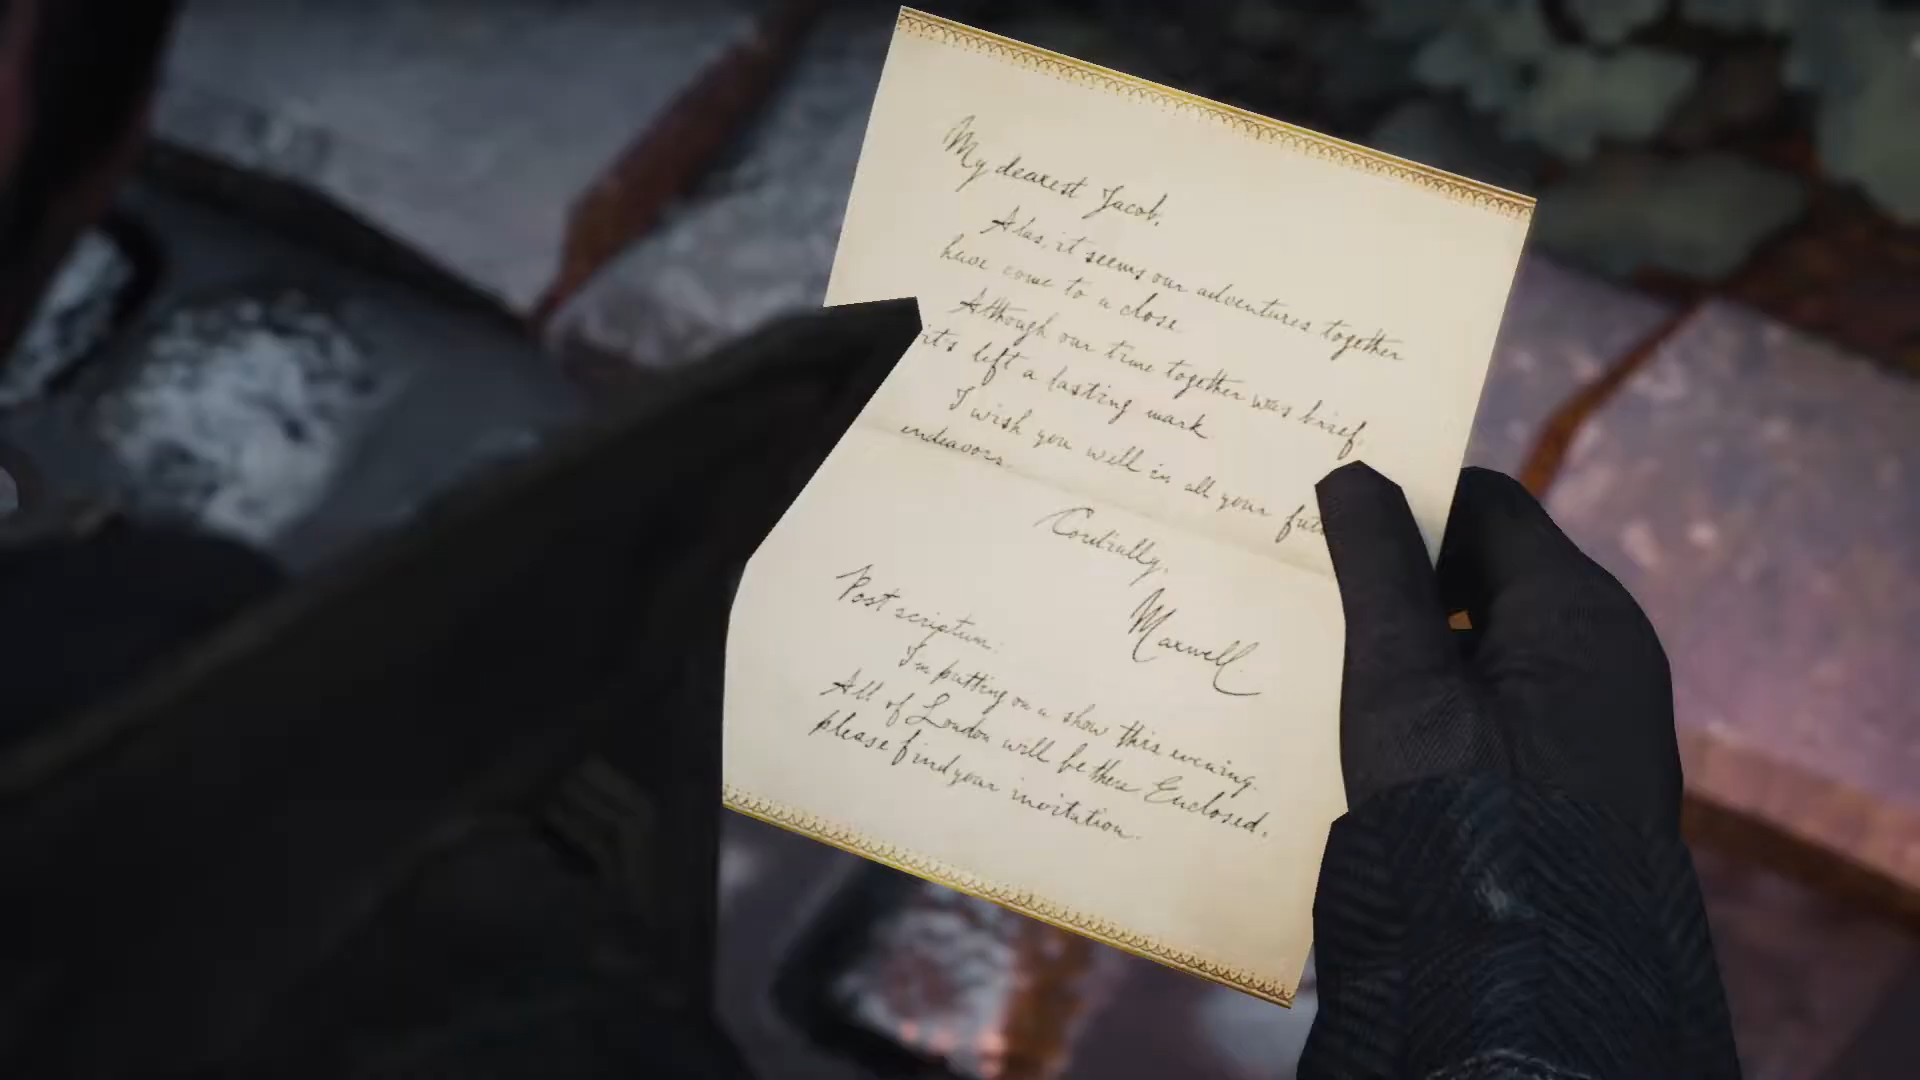 My dearest Jacob,
Alas, it seems our adventures together
have come to a close.
Although our time together was brief,
it's left a lasting mark
I wish you well in all your
endeavors.
Cordially,
Maxwell
Post scriptum:
I'm putting on a show this evening.
All of London will be there Enclosed,
please find your invitation.